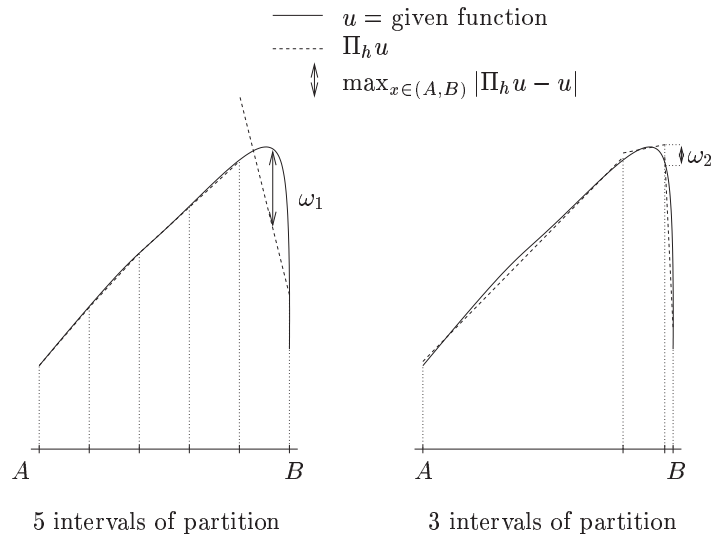 u = given function
Π_h u
max_{x∈(A,B)} |Π_h u − u|
ω_1
ω_2
A B
A B
5 intervals of partition
3 intervals of partition